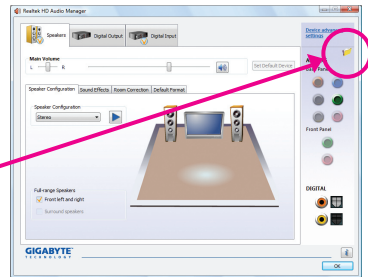 Realtek HD Audio Manager
Speakers
Digital Output
Digital Input
Device advanced
settings
Main Volume
L
R
Set Default Device
Speaker Configuration
Sound Effects
Room Correction
Default Format
Speaker Configuration
Stereo
Full-range Speakers
Front left and right
Surround speakers
Front Panel
DIGITAL
GIGABYTE
TECHNOLOGY
OK